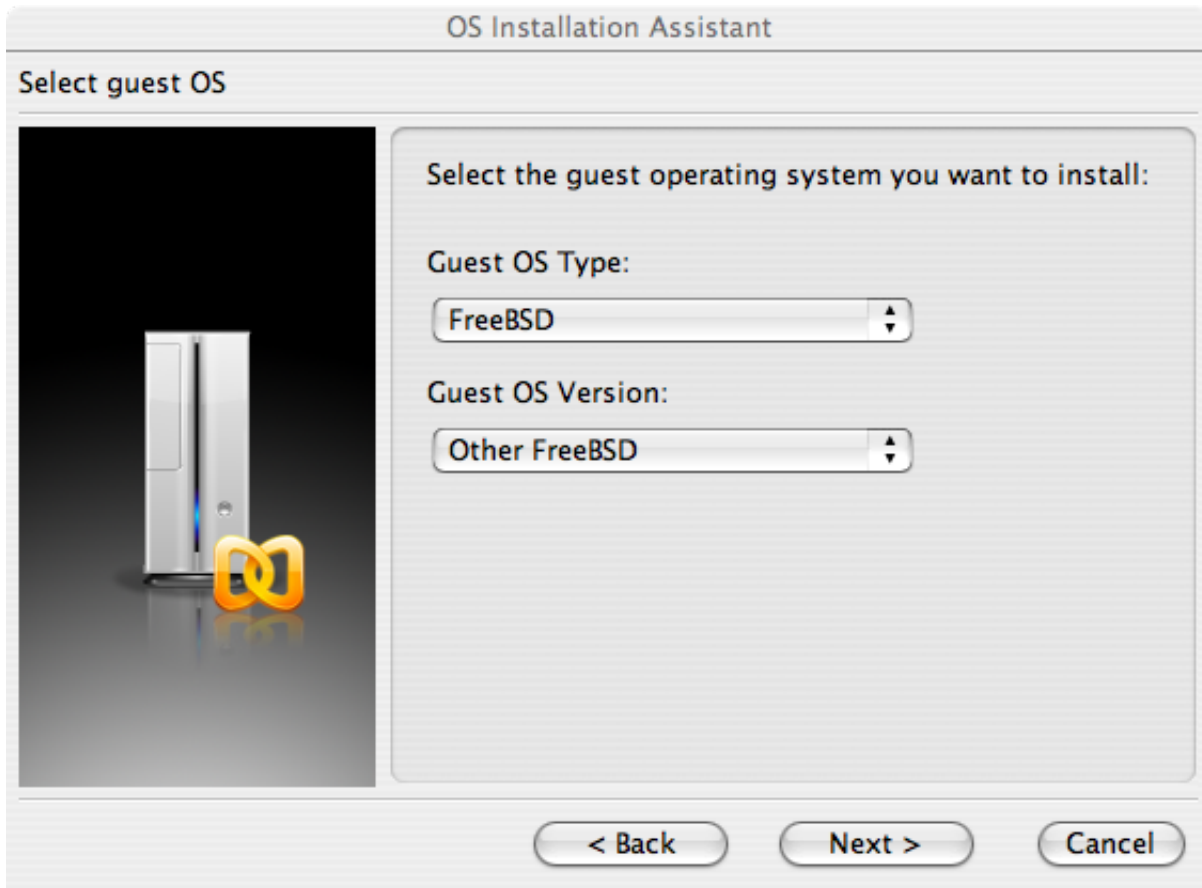 OS Installation Assistant
Select guest OS
Select the guest operating system you want to install:
Guest OS Type:
FreeBSD
Guest OS Version:
Other FreeBSD
< Back Next > Cancel